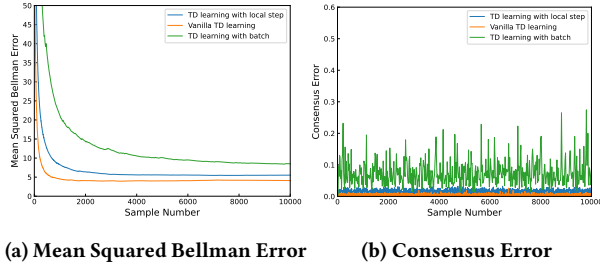 50
45
40
35
30
25
20
15
10
5
0
Mean Squared Bellman Error
TD learning with local step
Vanilla TD learning
TD learning with batch
0
2000
4000
6000
8000
10000
Sample Number
(a) Mean Squared Bellman Error
0.6
0.5
0.4
0.3
0.2
0.1
0.0
Consensus Error
TD learning with local step
Vanilla TD learning
TD learning with batch
0
2000
4000
6000
8000
10000
Sample Number
(b) Consensus Error